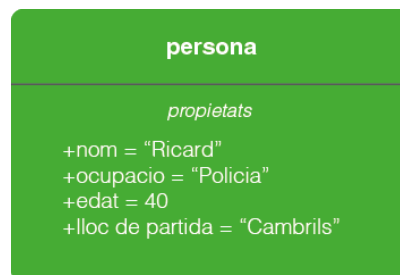 persona
propietats
+nom = “Ricard”
+ocupacio = “Policia”
+edat = 40
+lloc de partida = “Cambrils”